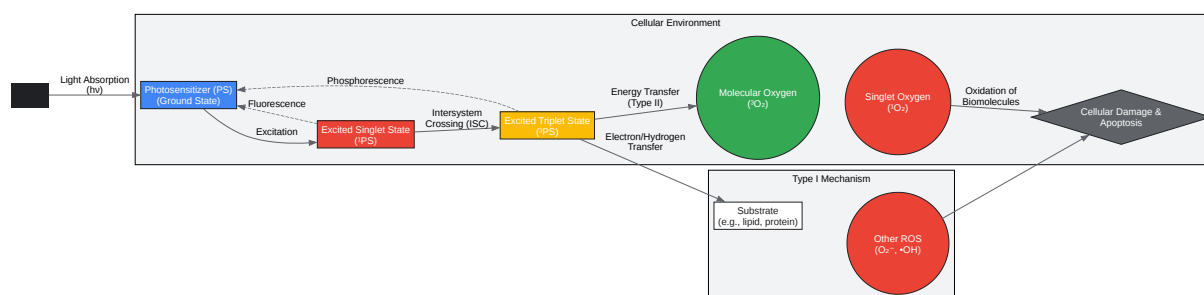 Cellular Environment
Light Absorption
(hν)
Photosensitizer (PS)
(Ground State)
Phosphorescence
Fluorescence
Excitation
Excited Singlet State
(¹PS)
Intersystem
Crossing (ISC)
Excited Triplet State
(³PS)
Energy Transfer
(Type II)
Electron/Hydrogen
Transfer
Molecular Oxygen
(³O₂)
Singlet Oxygen
(¹O₂)
Oxidation of
Biomolecules
Cellular Damage &
Apoptosis
Type I Mechanism
Substrate
(e.g., lipid, protein)
Other ROS
(O₂⁻, •OH)